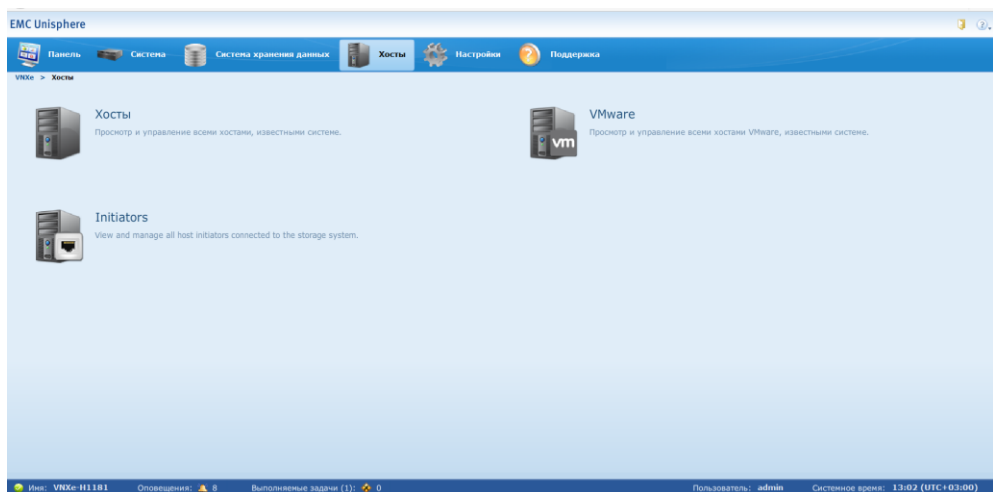 EMC Unisphere
Панель Система Система хранения данных Хосты Настройки Поддержка
VNXe > Хосты
Хосты
Просмотр и управление всеми хостами, известными системе.
VMware
Просмотр и управление всеми хостами VMware, известными системе.
vm
Initiators
View and manage all host initiators connected to the storage system.
Имя: VNXe-H1181 Оповещения: 8 Выполняемые задачи (1): 0 Пользователь: admin Системное время: 13:02 (UTC+03:00)